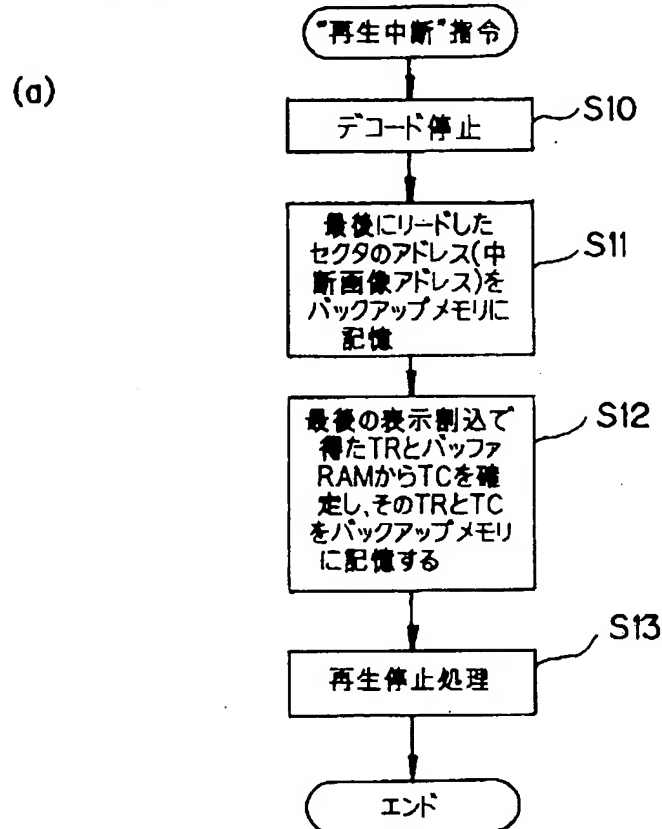 "再生中断"指令
(a)
デコード停止
S10
最後にリードした
セクタのアドレス(中
断画像アドレス)を
バックアップメモリに
記憶
S11
最後の表示割込で
得たTRとバッファ
RAMからTCを確
定し、そのTRとTC
をバックアップメモリ
に記憶する
S12
再生停止処理
S13
エンド